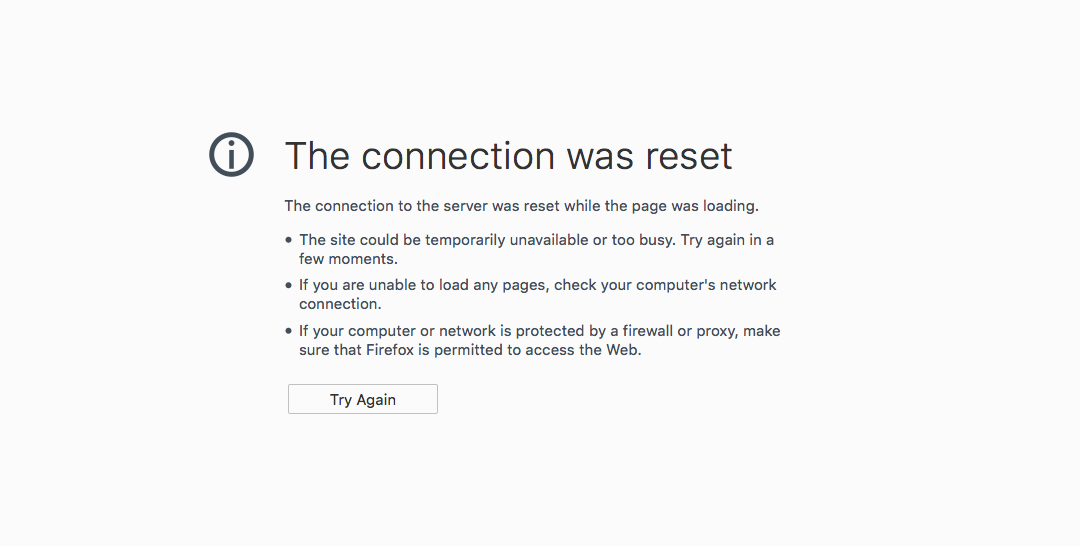 The connection was reset
The connection to the server was reset while the page was loading.
• The site could be temporarily unavailable or too busy. Try again in a
few moments.
• If you are unable to load any pages, check your computer's network
connection.
• If your computer or network is protected by a firewall or proxy, make
sure that Firefox is permitted to access the Web.
Try Again